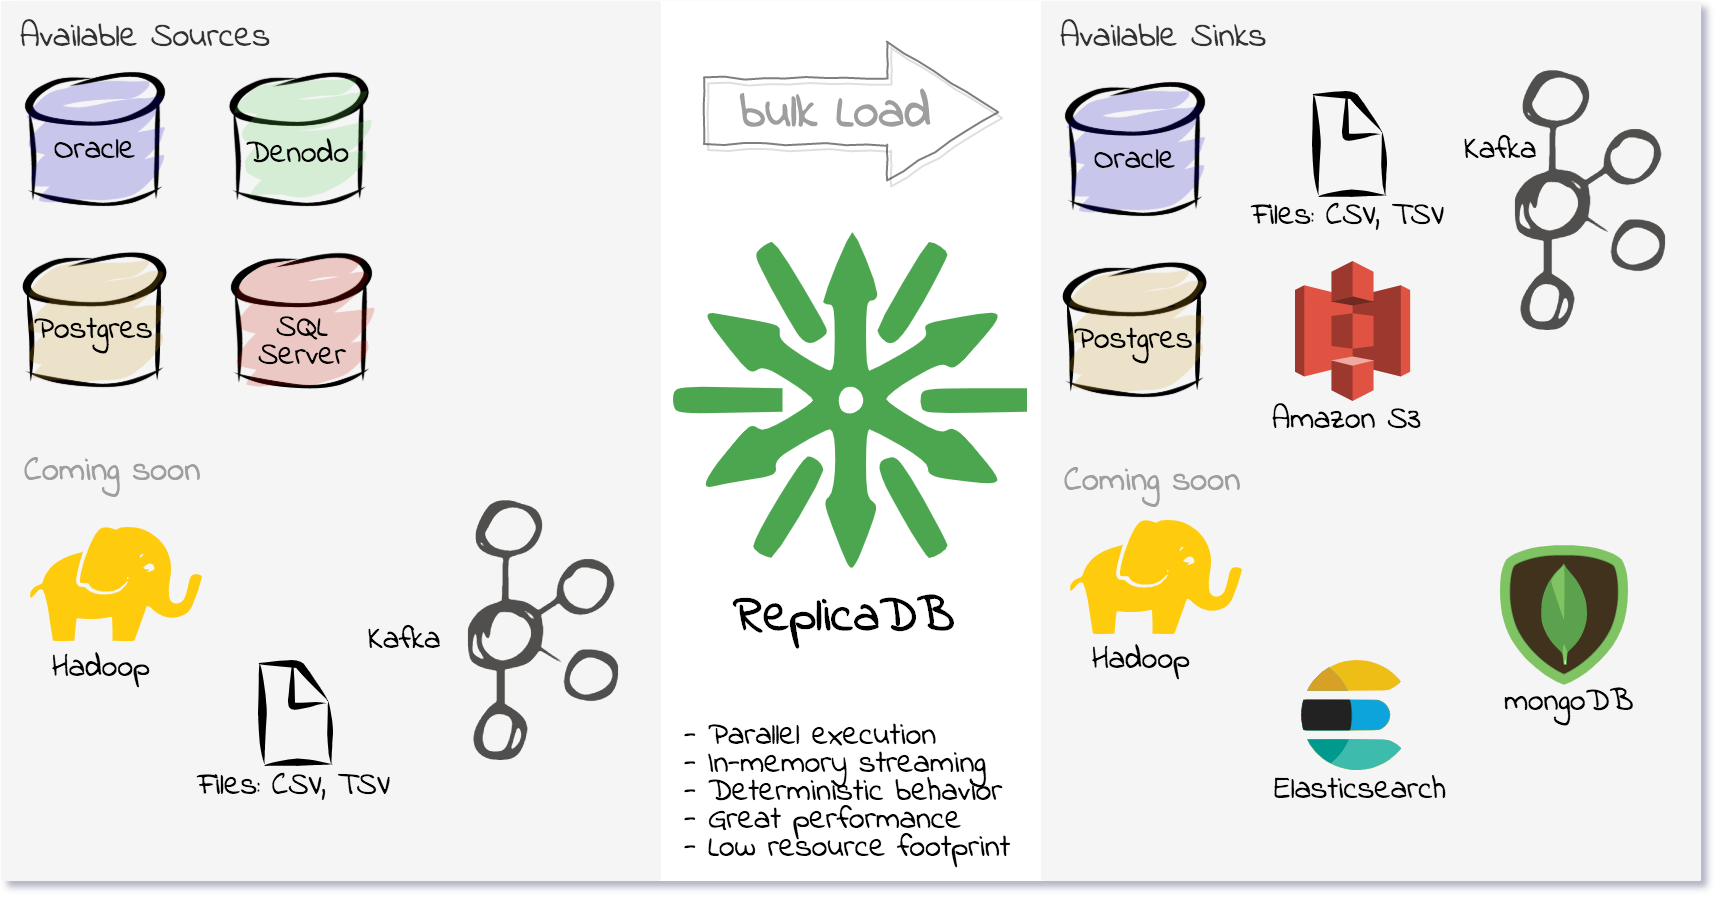 Available Sources
Oracle
Denodo
Postgres
SQL
Server
Coming soon
Hadoop
Kafka
Files: CSV, TSV
bulk Load
ReplicaDB
- Parallel execution
- In-memory streaming
- Deterministic behavior
- Great performance
- Low resource footprint
Available Sinks
Oracle
Files: CSV, TSV
Kafka
Postgres
Amazon S3
Coming soon
Hadoop
Elasticsearch
mongoDB